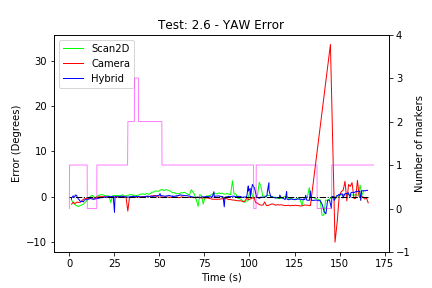 Test: 2.6 - YAW Error
Scan2D
Camera
Hybrid
Error (Degrees)
30
20
10
0
−10
Number of markers
4
3
2
1
0
−1
0 25 50 75 100 125 150 175
Time (s)